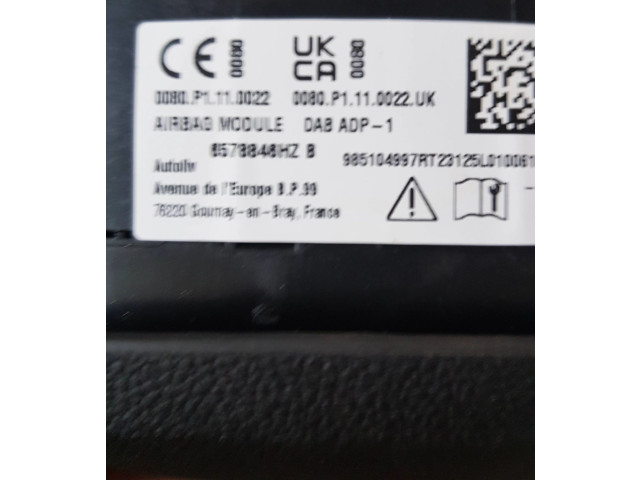 CE 0080 UK CA 0080
0080.P1.11.0022 0080.P1.11.0022.UK
AIRBAG MODULE DAB ADP-1
985104997RT23125L010061
Autoliv
Avenue de l'Europe B.P.99
76220 Gournay-en-Bray, France